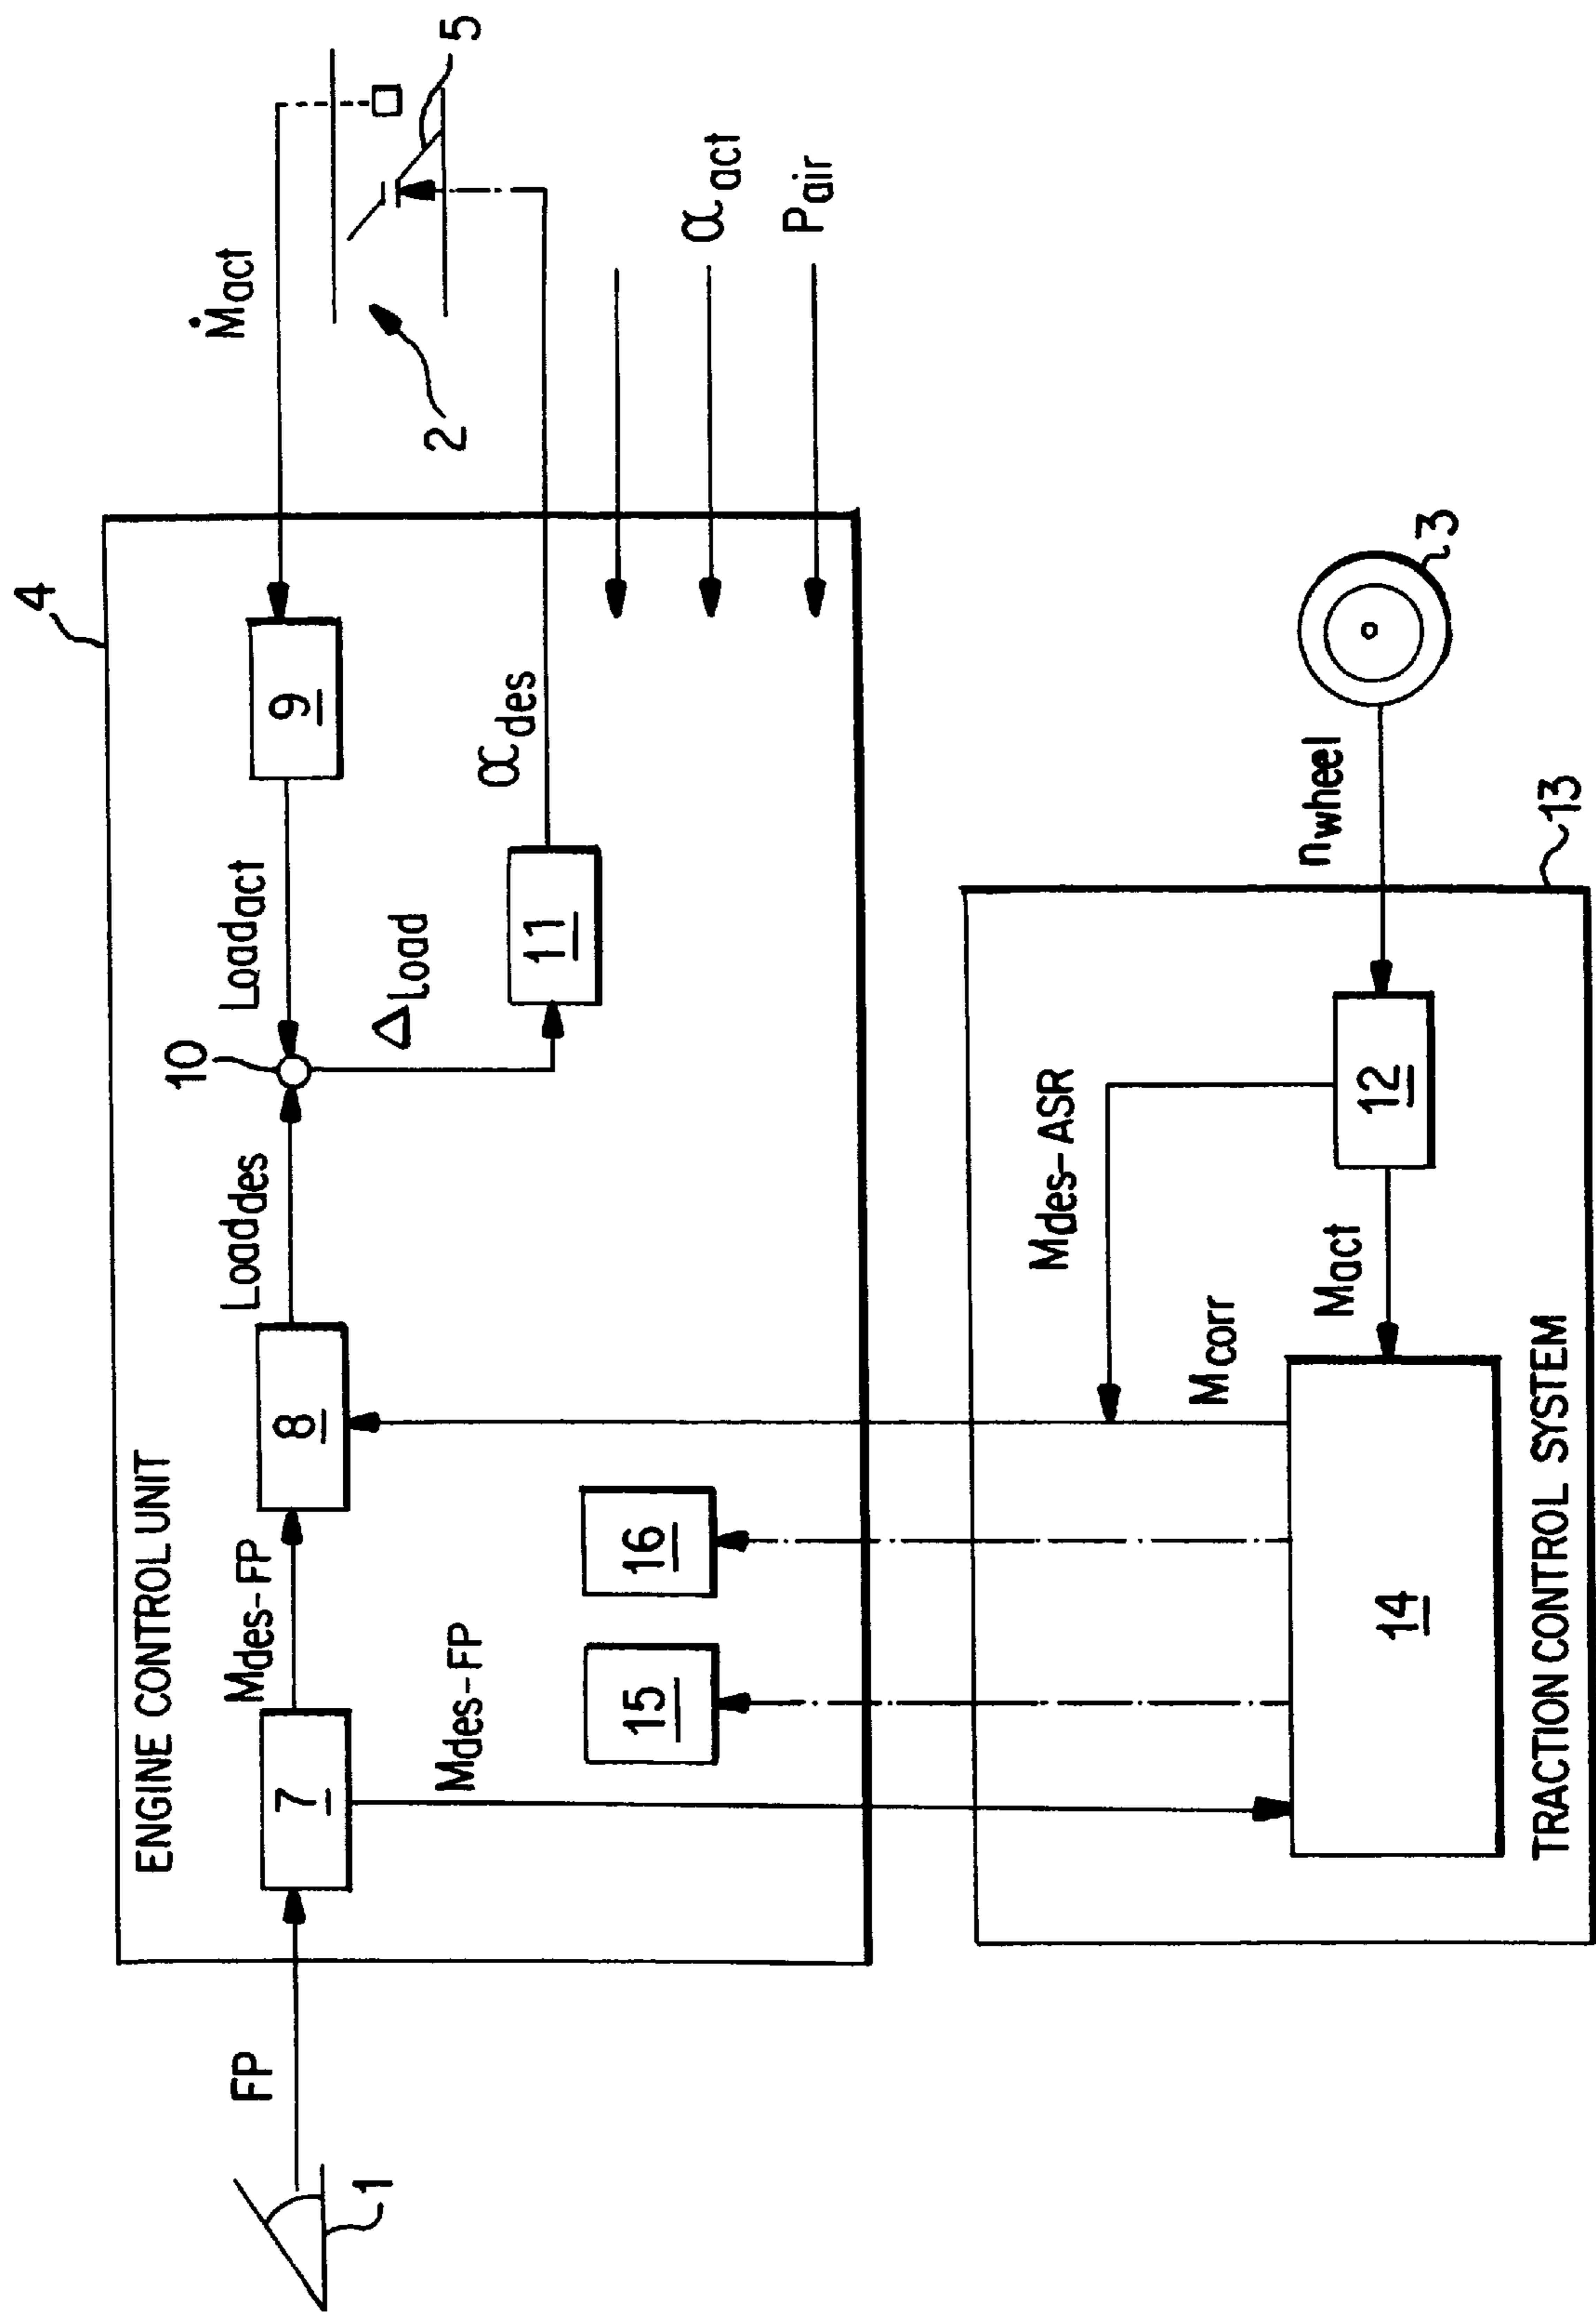 4
ENGINE CONTROL UNIT
FP
1
7
Mdes-FP
8
Loaddes
10
Loadact
9
Ṁact
5
2
ΔLoad
11
αdes
αact
Pair
Mdes-FP
15
16
Mdes-ASR
Mcorr
14
Mact
12
nwheel
3
13
TRACTION CONTROL SYSTEM